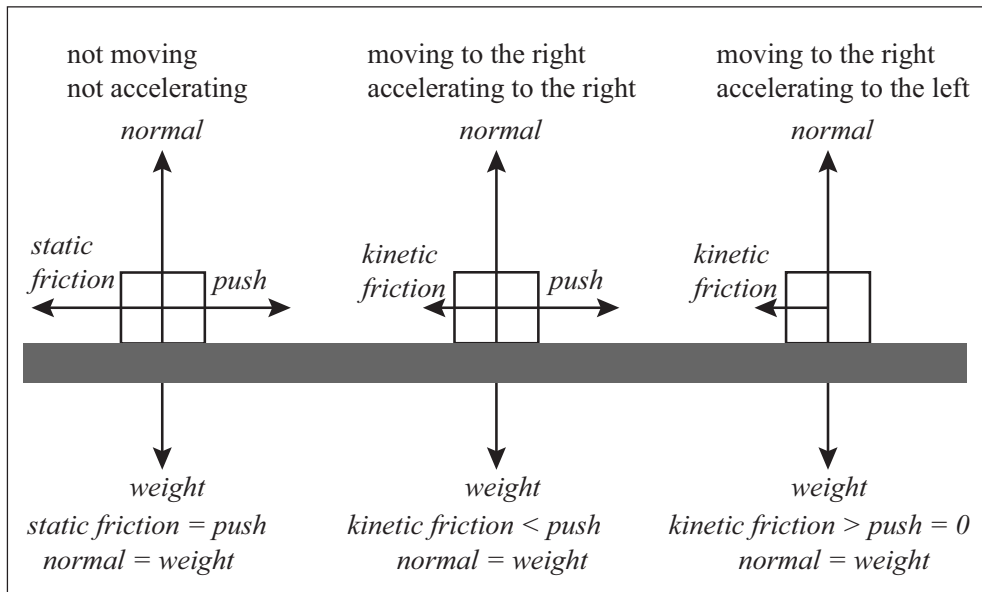 not moving
not accelerating
normal
static
friction
push
weight
static friction = push
normal = weight
moving to the right
accelerating to the right
normal
kinetic
friction
push
weight
kinetic friction < push
normal = weight
moving to the right
accelerating to the left
normal
kinetic
friction
weight
kinetic friction > push = 0
normal = weight